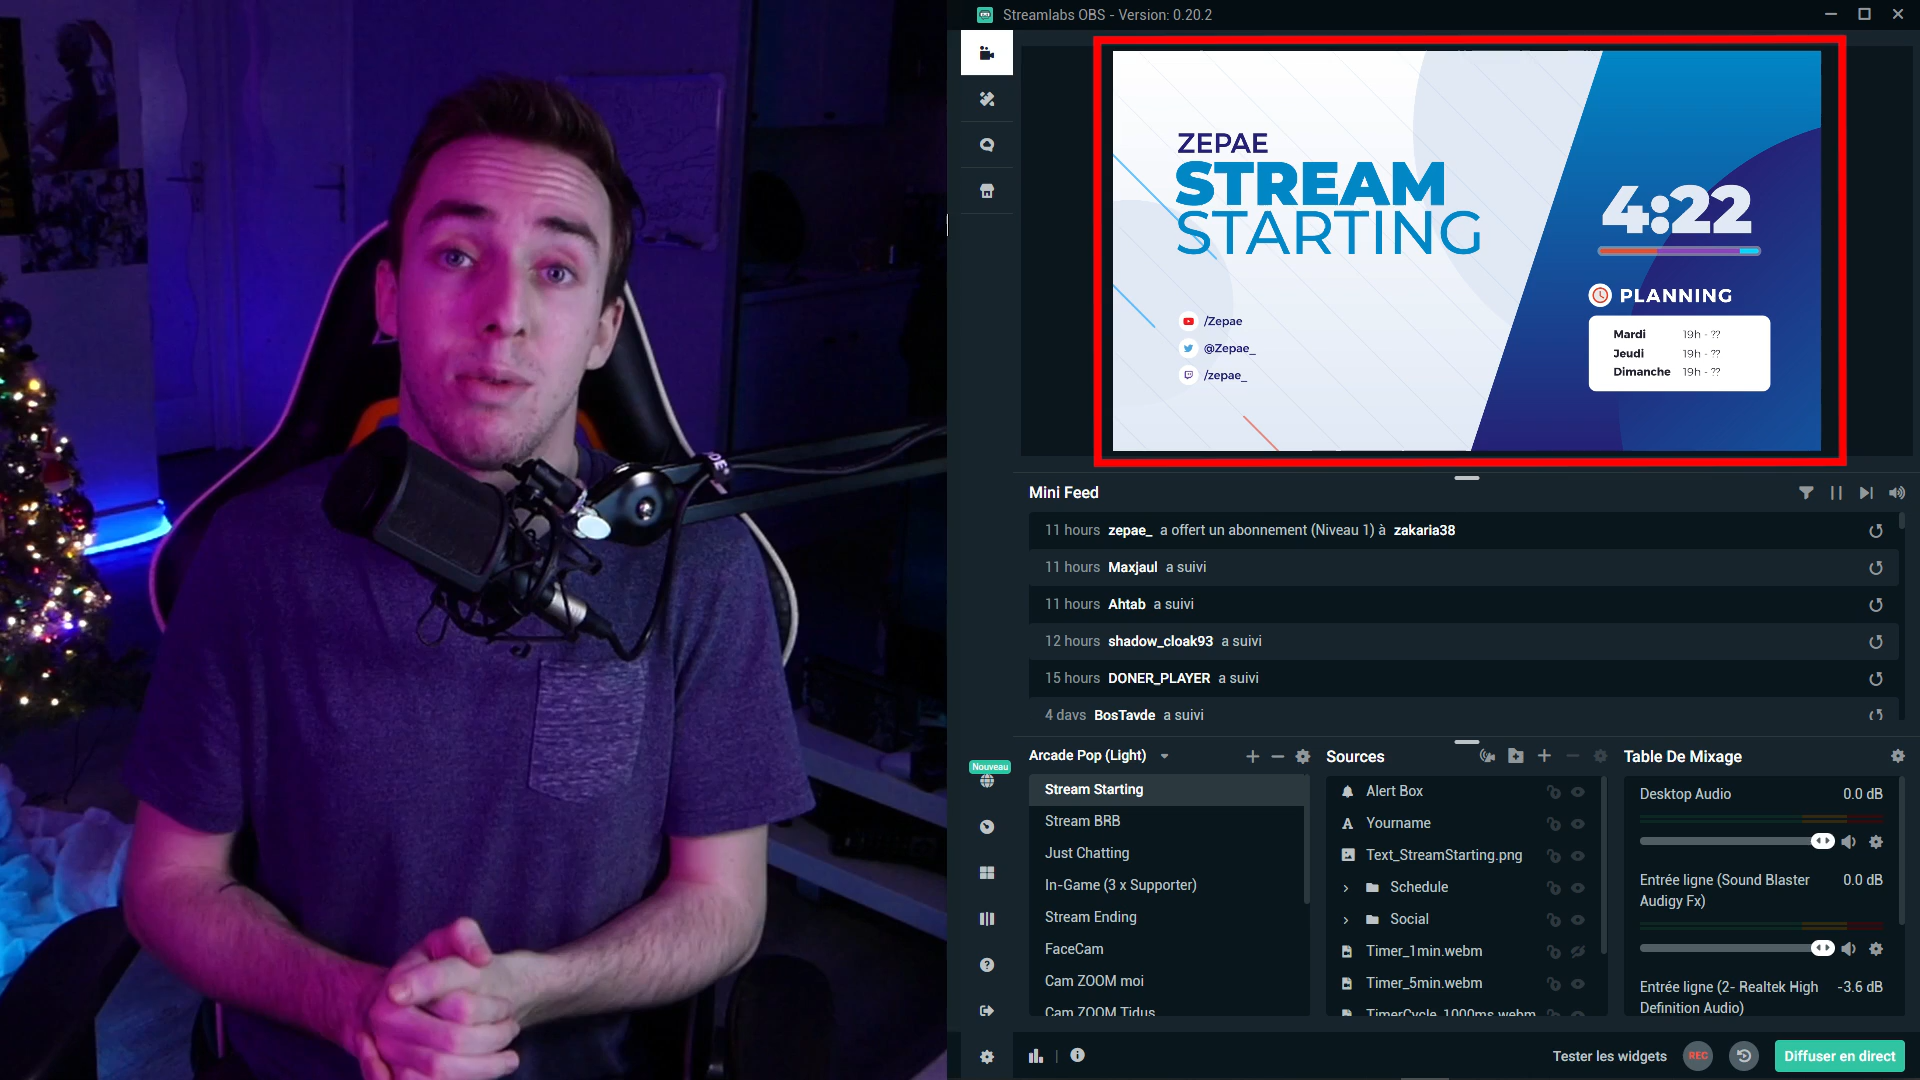 Streamlabs OBS - Version: 0.20.2
ZEPAE
STREAM
STARTING
/Zepae
@Zepae_
/zepae_
4:22
PLANNING
Mardi 19h - ??
Jeudi 19h - ??
Dimanche 19h - ??
Mini Feed
11 hours zepae_ a offert un abonnement (Niveau 1) à zakaria38
11 hours Maxjaul a suivi
11 hours Ahtab a suivi
12 hours shadow_cloak93 a suivi
15 hours DONER_PLAYER a suivi
4 days BosTavde a suivi
Nouveau
Arcade Pop (Light)
Stream Starting
Stream BRB
Just Chatting
In-Game (3 x Supporter)
Stream Ending
FaceCam
Cam ZOOM moi
Cam ZOOM Tidus
Sources
Alert Box
Yourname
Text_StreamStarting.png
Schedule
Social
Timer_1min.webm
Timer_5min.webm
TimerCycle_1000ms.webm
Table De Mixage
Desktop Audio 0.0 dB
Entrée ligne (Sound Blaster 0.0 dB
Audigy Fx)
Entrée ligne (2- Realtek High -3.6 dB
Definition Audio)
Tester les widgets
REC
Diffuser en direct